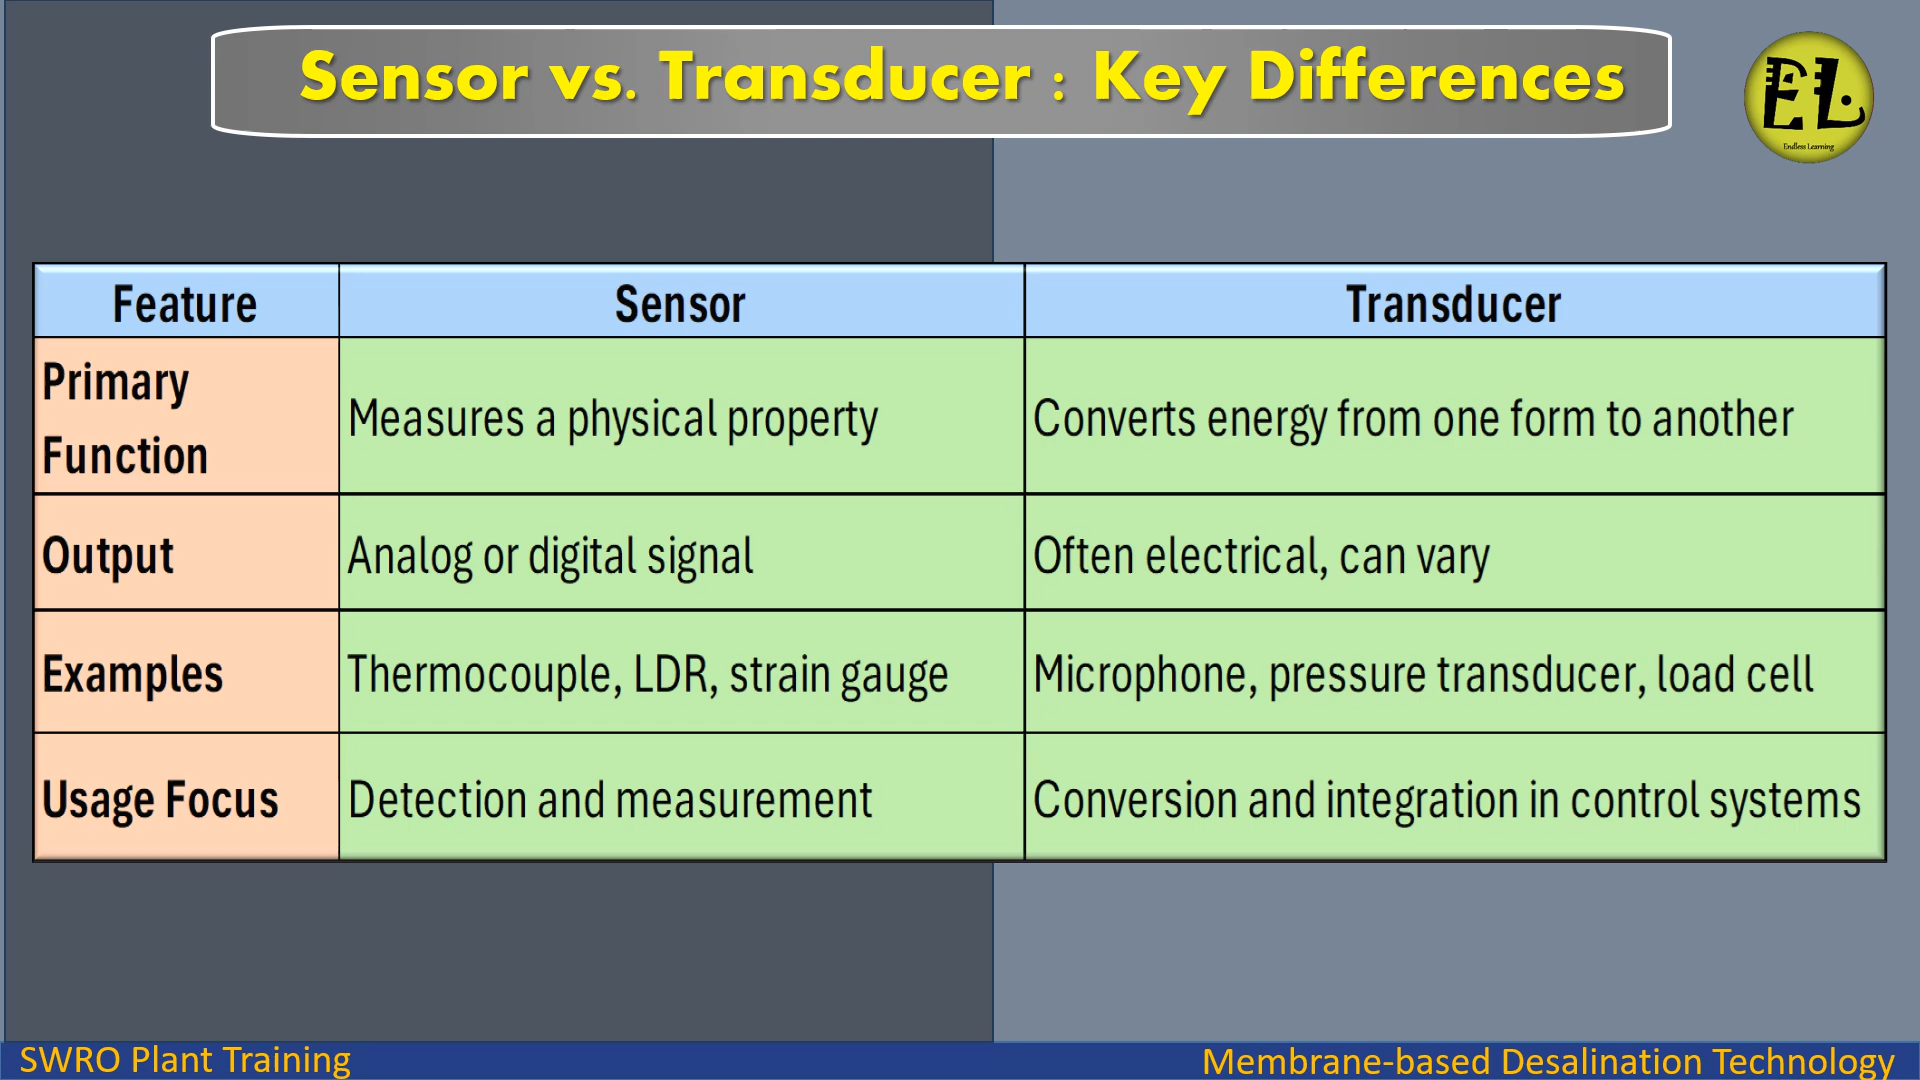 Sensor vs. Transducer : Key Differences
EL.
Endless Learning
Feature Sensor Transducer
Primary Function Measures a physical property Converts energy from one form to another
Output Analog or digital signal Often electrical, can vary
Examples Thermocouple, LDR, strain gauge Microphone, pressure transducer, load cell
Usage Focus Detection and measurement Conversion and integration in control systems
SWRO Plant Training Membrane-based Desalination Technology